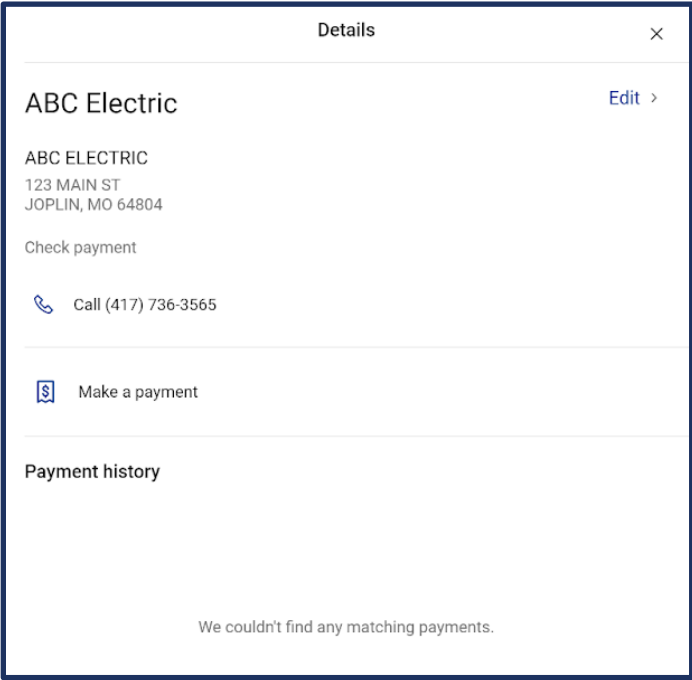 Details
ABC Electric
Edit
ABC ELECTRIC
123 MAIN ST
JOPLIN, MO 64804
Check payment
Call (417) 736-3565
$
Make a payment
Payment history
We couldn't find any matching payments.